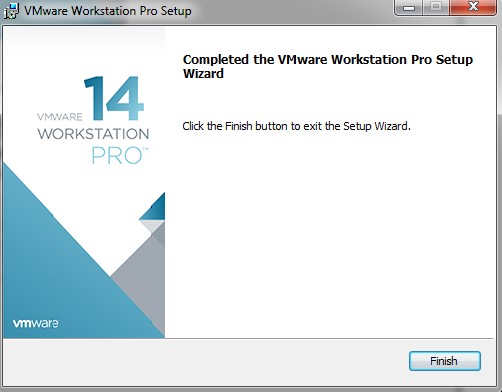 VMware Workstation Pro Setup
VMWARE 14
WORKSTATION
PRO™
Completed the VMware Workstation Pro Setup
Wizard
Click the Finish button to exit the Setup Wizard.
vmware
Finish